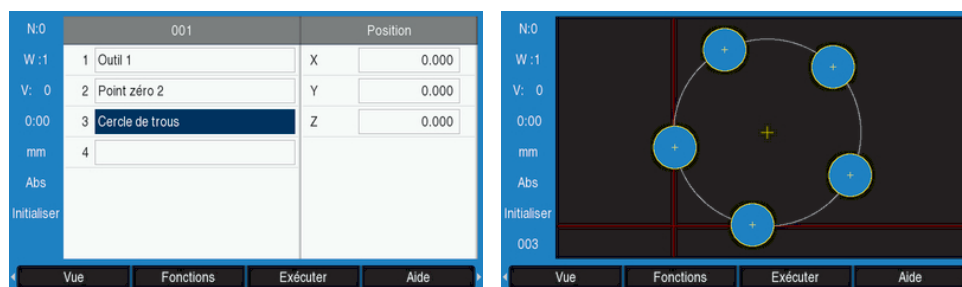 N:0
001
Position
W :1
1 Outil 1
X 0.000
V: 0
2 Point zéro 2
Y 0.000
0:00
3 Cercle de trous
Z 0.000
mm
4
Abs
Initialiser
Vue Fonctions Exécuter Aide
N:0
W :1
V: 0
0:00
mm
Abs
Initialiser
003
Vue Fonctions Exécuter Aide